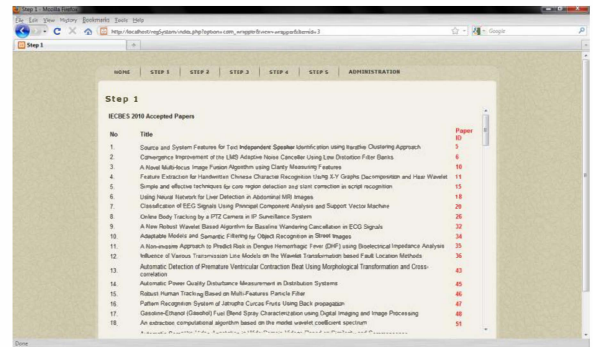 Step 1 - Mozilla Firefox
File Edit View History Bookmarks Tools Help
http://localhost/regSystem/index.php?option=com_wrapper&view=wrapper&Itemid=3
Google
Step 1
HOME STEP 1 STEP 2 STEP 3 STEP 4 STEP 5 ADMINISTRATION
Step 1
IECBES 2010 Accepted Papers
No Title Paper ID
1. Source and System Features for Text Independent Speaker Identification using Iterative Clustering Approach 5
2. Convergence Improvement of the LMS Adaptive Noise Canceller Using Low Distortion Filter Banks 6
3. A Novel Multi-focus Image Fusion Algorithm using Clarity Measuring Features 10
4. Feature Extraction for Handwritten Chinese Character Recognition Using X-Y Graphs Decomposition and Haar Wavelet 11
5. Simple and effective techniques for core region detection and slant correction in script recognition 15
6. Using Neural Network for Liver Detection in Abdominal MRI Images 18
7. Classification of EEG Signals Using Principal Component Analysis and Support Vector Machine 20
8. Online Body Tracking by a PTZ Camera in IP Surveillance System 26
9. A New Robust Wavelet Based Algorithm for Baseline Wandering Cancellation in ECG Signals 32
10. Adaptable Models and Semantic Filtering for Object Recognition in Street Images 34
11. A Non-invasive Approach to Predict Risk in Dengue Hemorrhagic Fever (DHF) using Bioelectrical Impedance Analysis 35
12. Influence of Various Transmission Line Models on the Wavelet Transformation based Fault Location Methods 36
13. Automatic Detection of Premature Ventricular Contraction Beat Using Morphological Transformation and Cross-
correlation 43
14. Automatic Power Quality Disturbance Measurement in Distribution Systems 45
15. Robust Human Tracking Based on Multi-Features Particle Filter 46
16. Pattern Recognition System of Jatropha Curcas Fruits Using Back propagation 47
17. Gasoline-Ethanol (Gasohol) Fuel Blend Spray Characterization using Digital Imaging and Image Processing 48
18. An extraction computational algorithm based on the morlet wavelet coefficient spectrum 51
Done